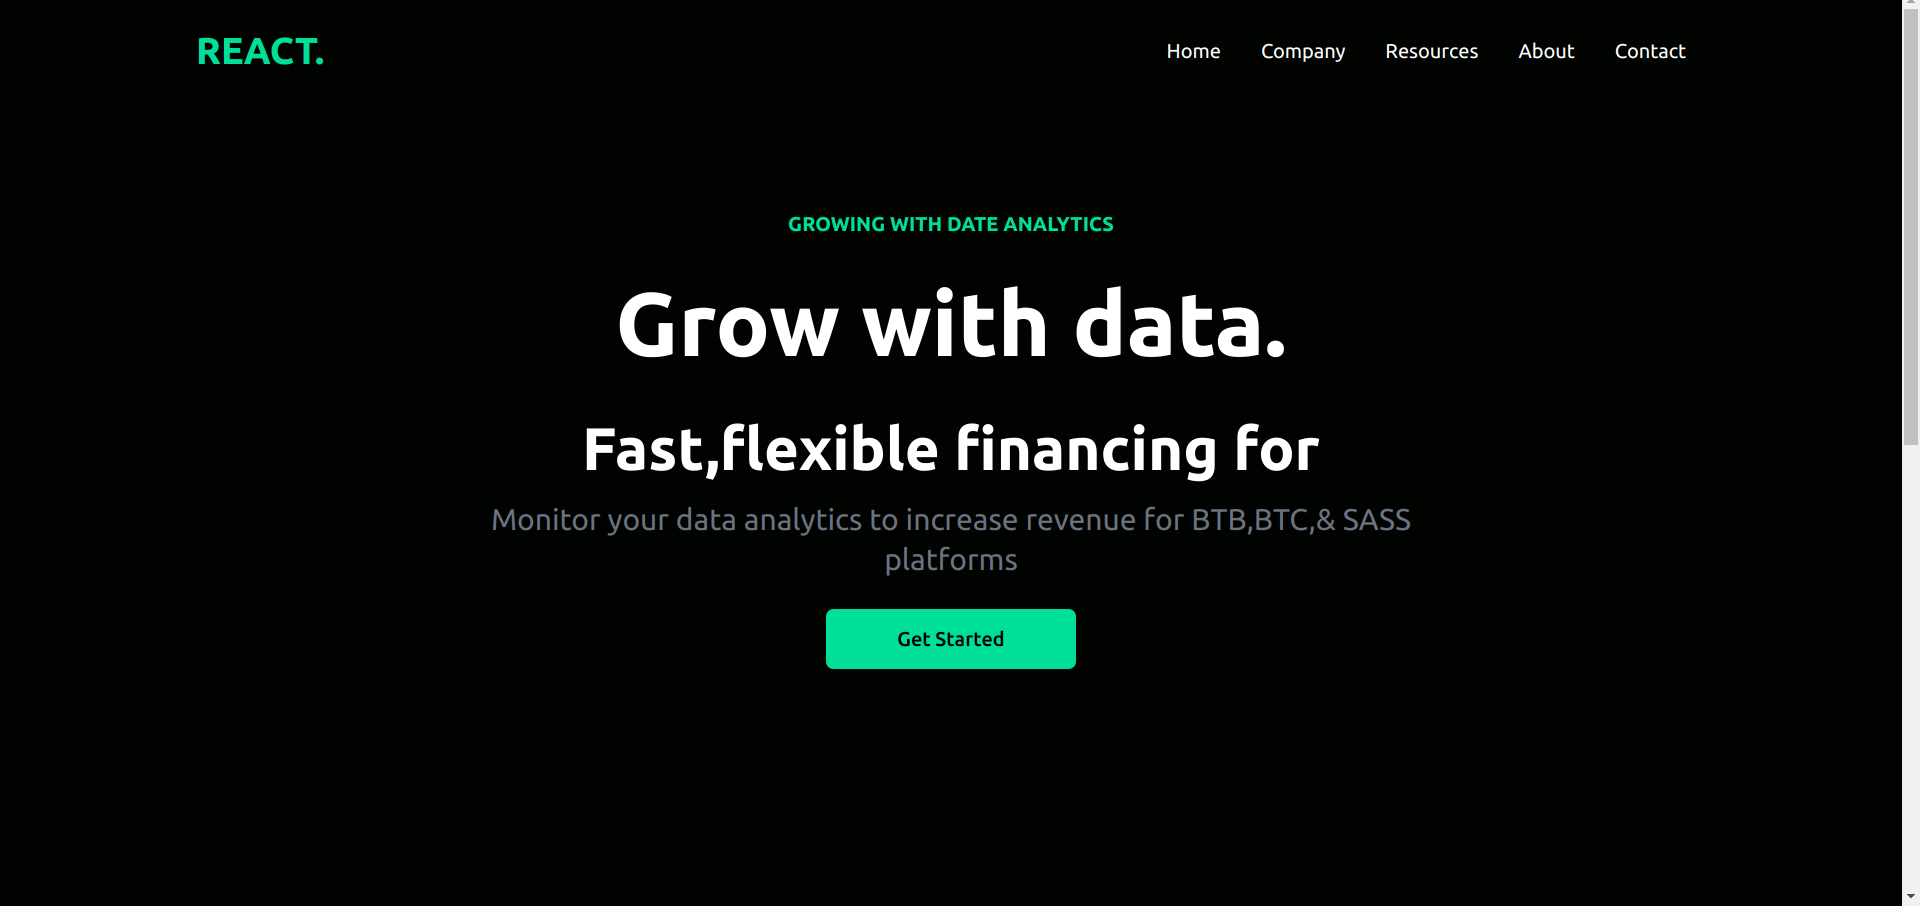 REACT.
Home Company Resources About Contact
GROWING WITH DATE ANALYTICS
Grow with data.
Fast,flexible financing for
Monitor your data analytics to increase revenue for BTB,BTC,& SASS
platforms
Get Started